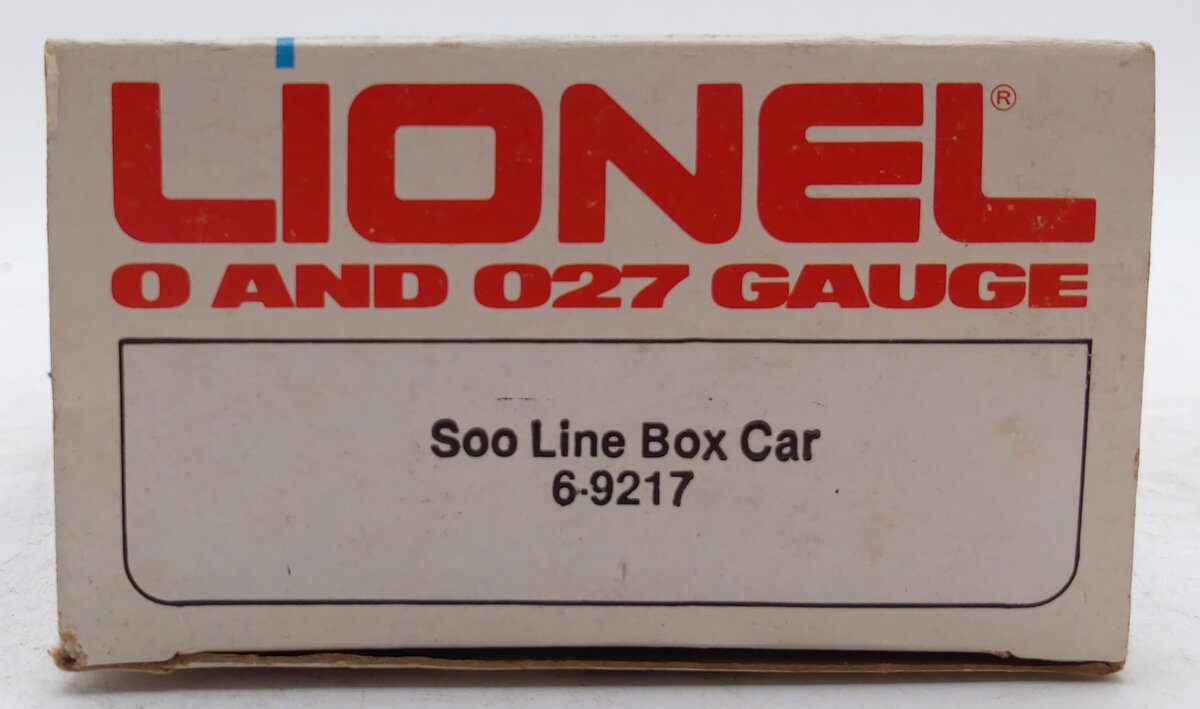 LIONEL®
O AND O27 GAUGE
Soo Line Box Car
6-9217